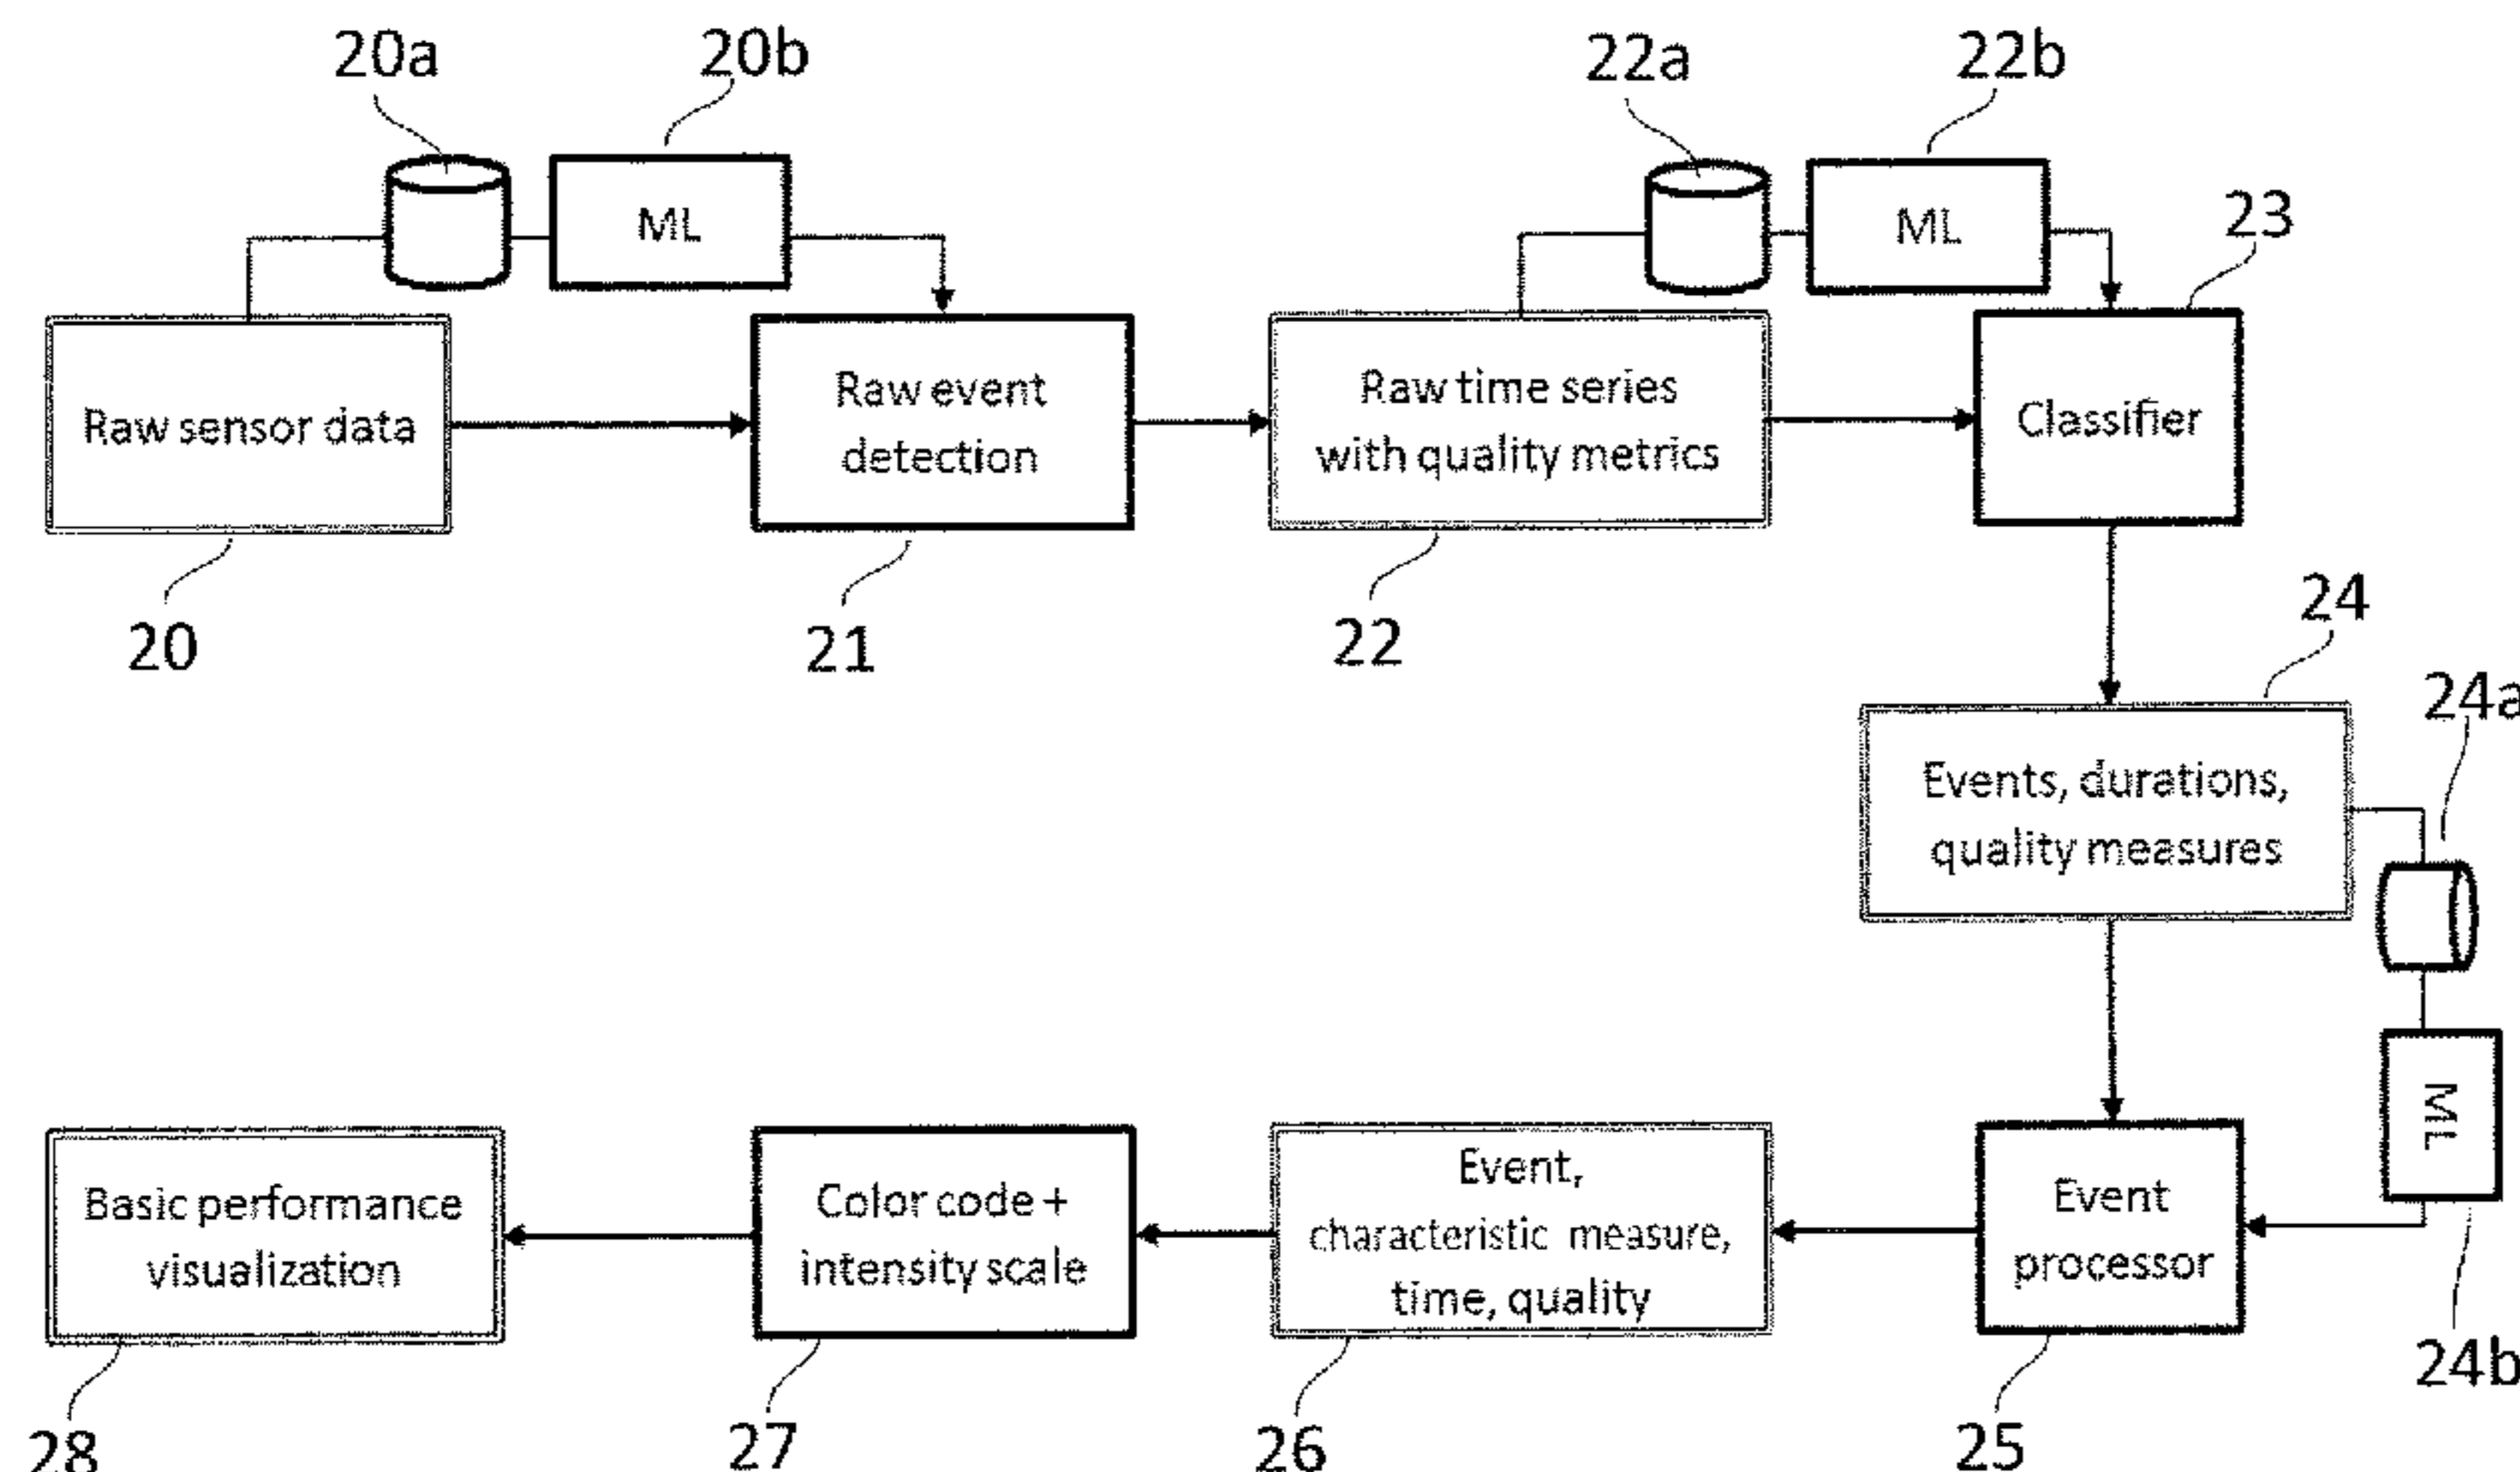 20a
20b
22a
22b
ML
ML
23
Raw sensor data
Raw event
detection
Raw time series
with quality metrics
Classifier
20
21
22
24
24a
Events, durations,
quality measures
ML
Basic performance
visualization
Color code +
intensity scale
Event,
characteristic measure,
time, quality
Event
processor
24b
28
27
26
25